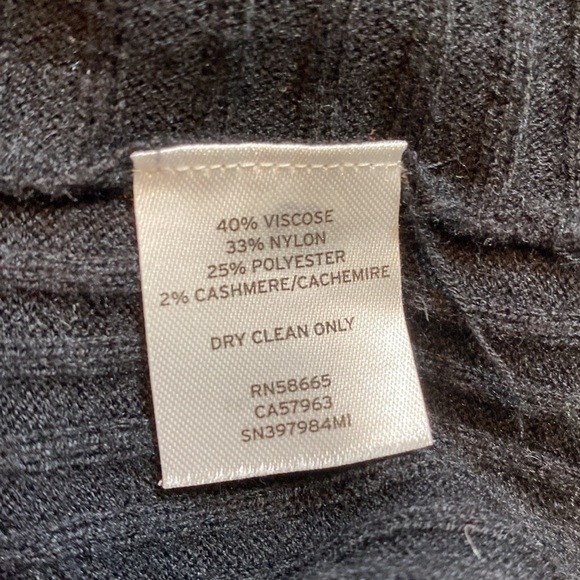 40% VISCOSE
33% NYLON
25% POLYESTER
2% CASHMERE/CACHEMIRE
DRY CLEAN ONLY
RN58665
CA57963
SN397984MI